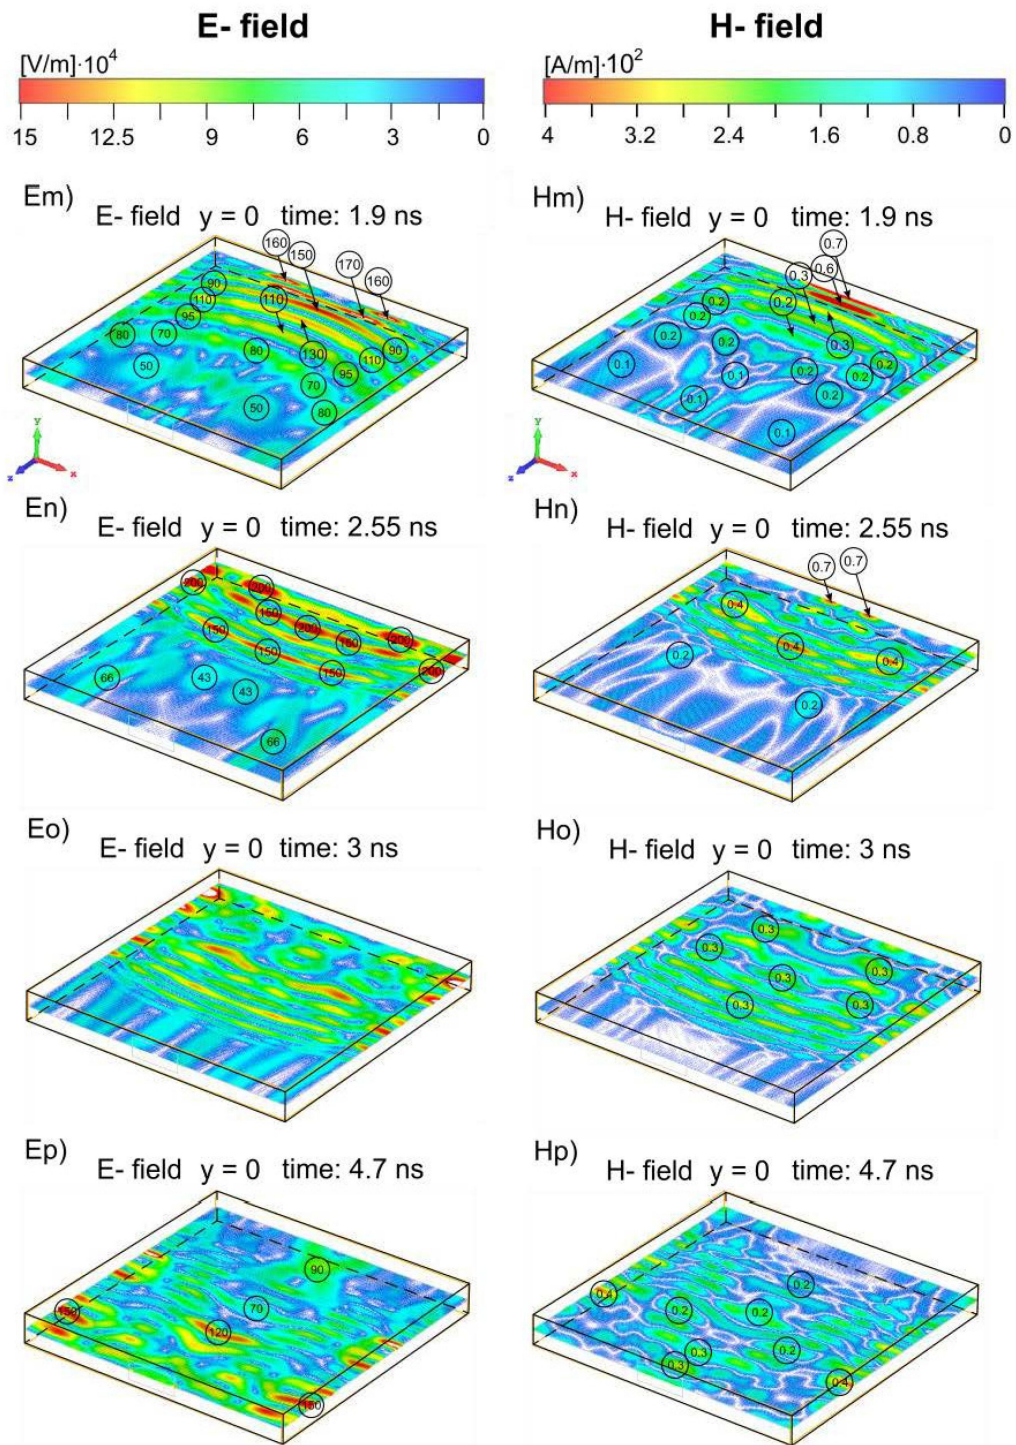 E- field
H- field
[V/m]·10⁴
[A/m]·10²
15 12.5 9 6 3 0
4 3.2 2.4 1.6 0.8 0
Em)
E- field y = 0 time: 1.9 ns
160
150
170
160
90
110
110
95
80
70
50
80
130
110
90
95
70
50
80
y
z
x
Hm)
H- field y = 0 time: 1.9 ns
0.7
0.6
0.3
0.2
0.2
0.2
0.2
0.2
0.3
0.1
0.1
0.2
0.2
0.2
0.1
0.2
0.1
y
z
x
En)
E- field y = 0 time: 2.55 ns
200
200
150
150
200
150
200
150
200
66
43
43
66
Hn)
H- field y = 0 time: 2.55 ns
0.7
0.7
0.4
0.4
0.4
0.2
0.2
Eo)
E- field y = 0 time: 3 ns
Ho)
H- field y = 0 time: 3 ns
0.3
0.3
0.3
0.3
0.3
0.3
Ep)
E- field y = 0 time: 4.7 ns
90
70
150
120
150
Hp)
H- field y = 0 time: 4.7 ns
0.2
0.4
0.2
0.2
0.3
0.2
0.3
0.4